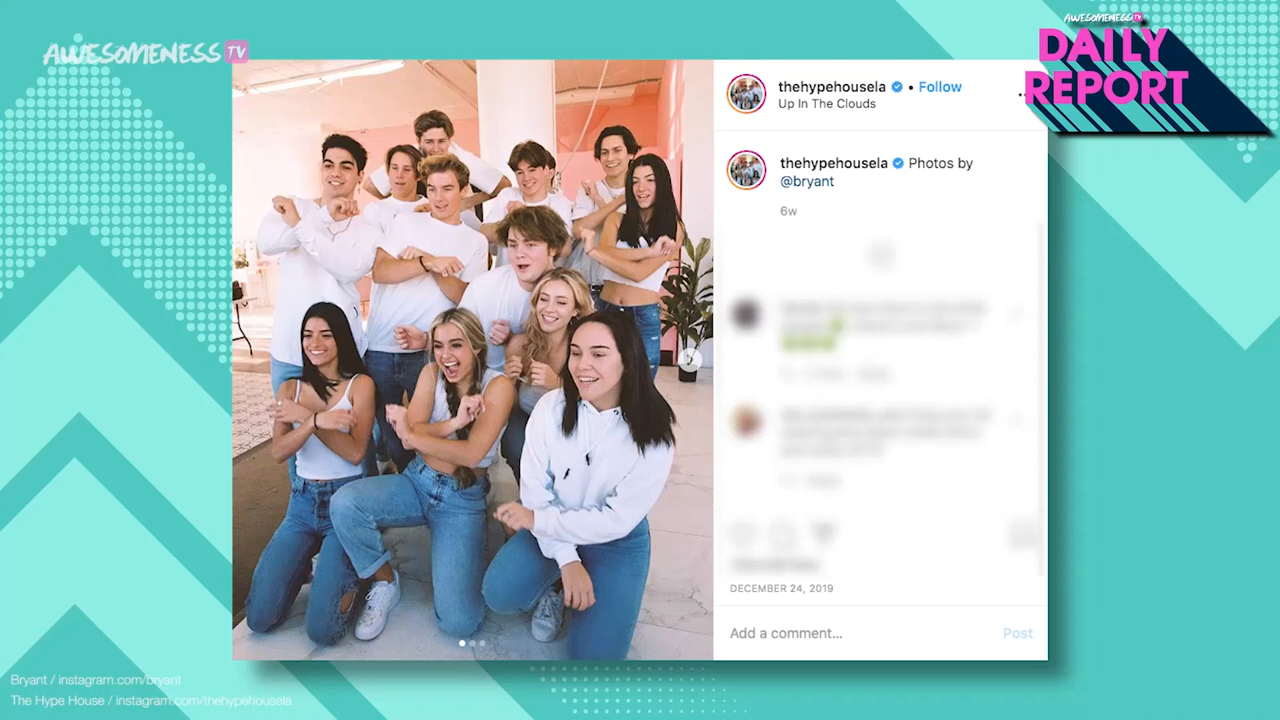 AWESOMENESS TV
AWESOMENESS TV
DAILY
REPORT
thehypehousela • Follow
Up In The Clouds
thehypehousela Photos by
@bryant
6w
DECEMBER 24, 2019
Add a comment...
Post
Bryant / instagram.com/bryant
The Hype House / instagram.com/thehypehousela